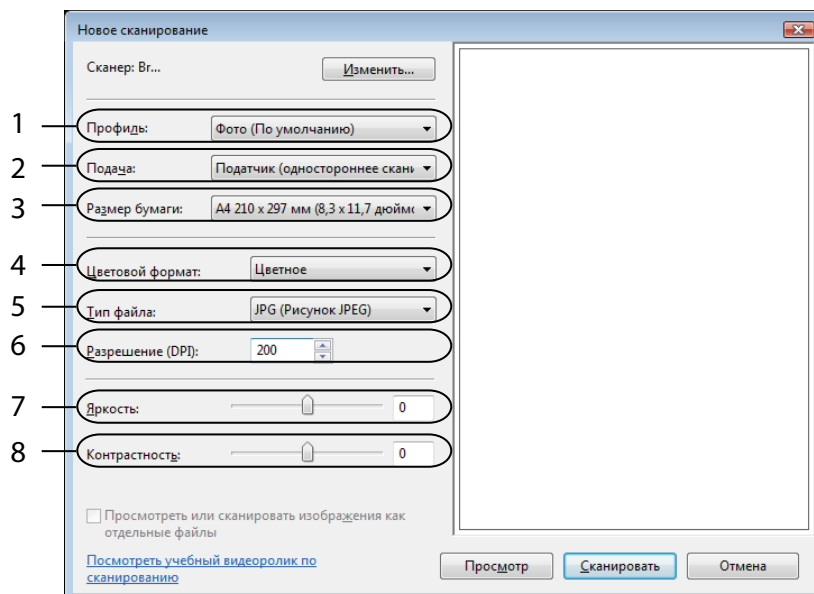 Новое сканирование
Сканер: Br...
Изменить...
1 Профиль: Фото (По умолчанию)
2 Подача: Податчик (одностороннее скани
3 Размер бумаги: A4 210 x 297 мм (8,3 x 11,7 дюймс
4 Цветовой формат: Цветное
5 Тип файла: JPG (Рисунок JPEG)
6 Разрешение (DPI): 200
7 Яркость: 0
8 Контрастность: 0
Просмотреть или сканировать изображения как
отдельные файлы
Посмотреть учебный видеоролик по
сканированию
Просмотр Сканировать Отмена